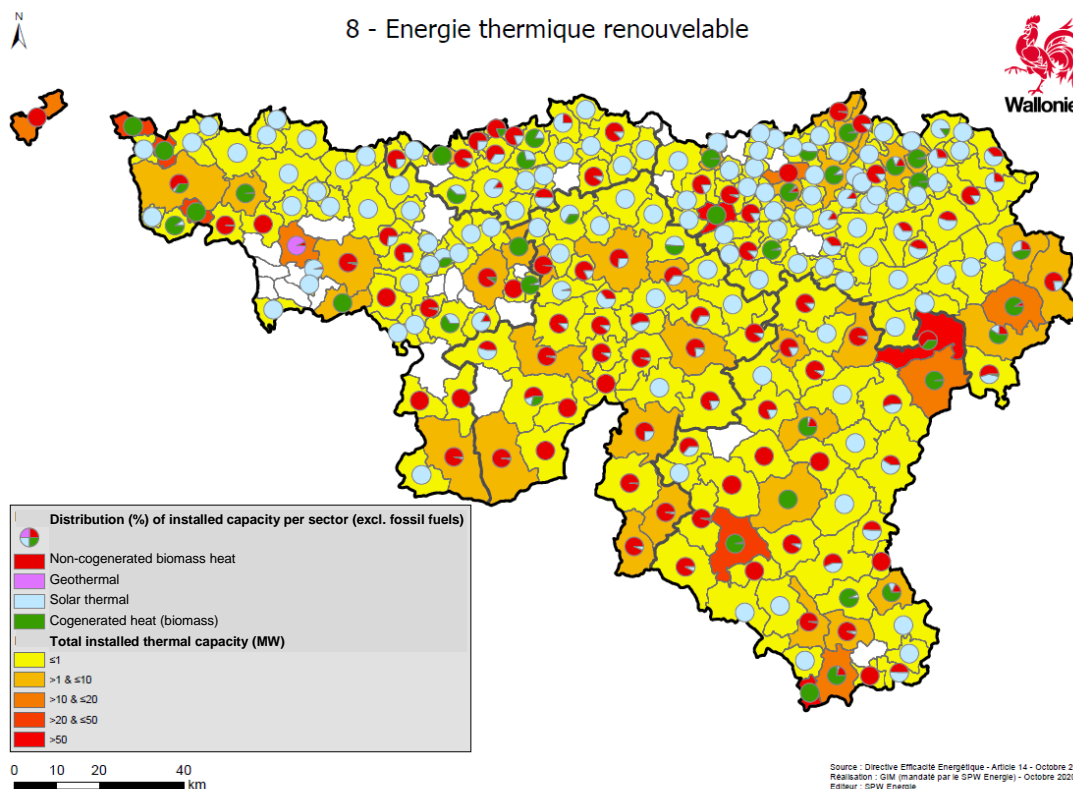 N
8 - Energie thermique renouvelable
Wallonie
Distribution (%) of installed capacity per sector (excl. fossil fuels)
Non-cogenerated biomass heat
Geothermal
Solar thermal
Cogenerated heat (biomass)
Total installed thermal capacity (MW)
≤1
>1 & ≤10
>10 & ≤20
>20 & ≤50
>50
0 10 20 40
km
Source : Directive Efficacité Energétique - Article 14 - Octobre 2
Réalisation : GIM (mandaté par le SPW Energie) - Octobre 2020
Editeur : SPW Energie